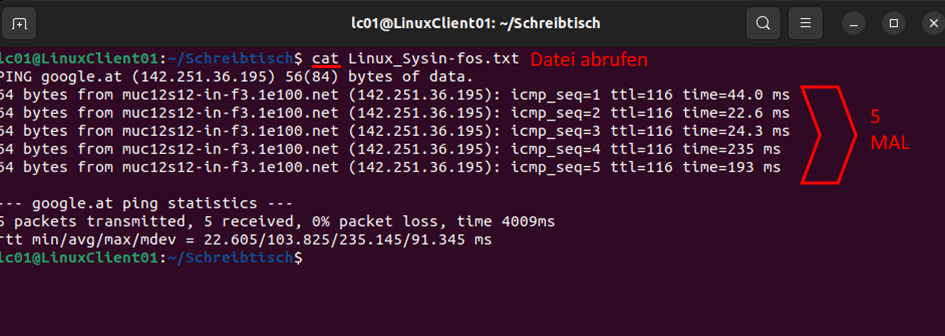 lc01@LinuxClient01: ~/Schreibtisch
lc01@LinuxClient01:~/Schreibtisch$ cat Linux_Sysin-fos.txt Datei abrufen
PING google.at (142.251.36.195) 56(84) bytes of data.
64 bytes from muc12s12-in-f3.1e100.net (142.251.36.195): icmp_seq=1 ttl=116 time=44.0 ms
64 bytes from muc12s12-in-f3.1e100.net (142.251.36.195): icmp_seq=2 ttl=116 time=22.6 ms
64 bytes from muc12s12-in-f3.1e100.net (142.251.36.195): icmp_seq=3 ttl=116 time=24.3 ms
64 bytes from muc12s12-in-f3.1e100.net (142.251.36.195): icmp_seq=4 ttl=116 time=235 ms
64 bytes from muc12s12-in-f3.1e100.net (142.251.36.195): icmp_seq=5 ttl=116 time=193 ms
5
MAL
--- google.at ping statistics ---
5 packets transmitted, 5 received, 0% packet loss, time 4009ms
rtt min/avg/max/mdev = 22.605/103.825/235.145/91.345 ms
lc01@LinuxClient01:~/Schreibtisch$